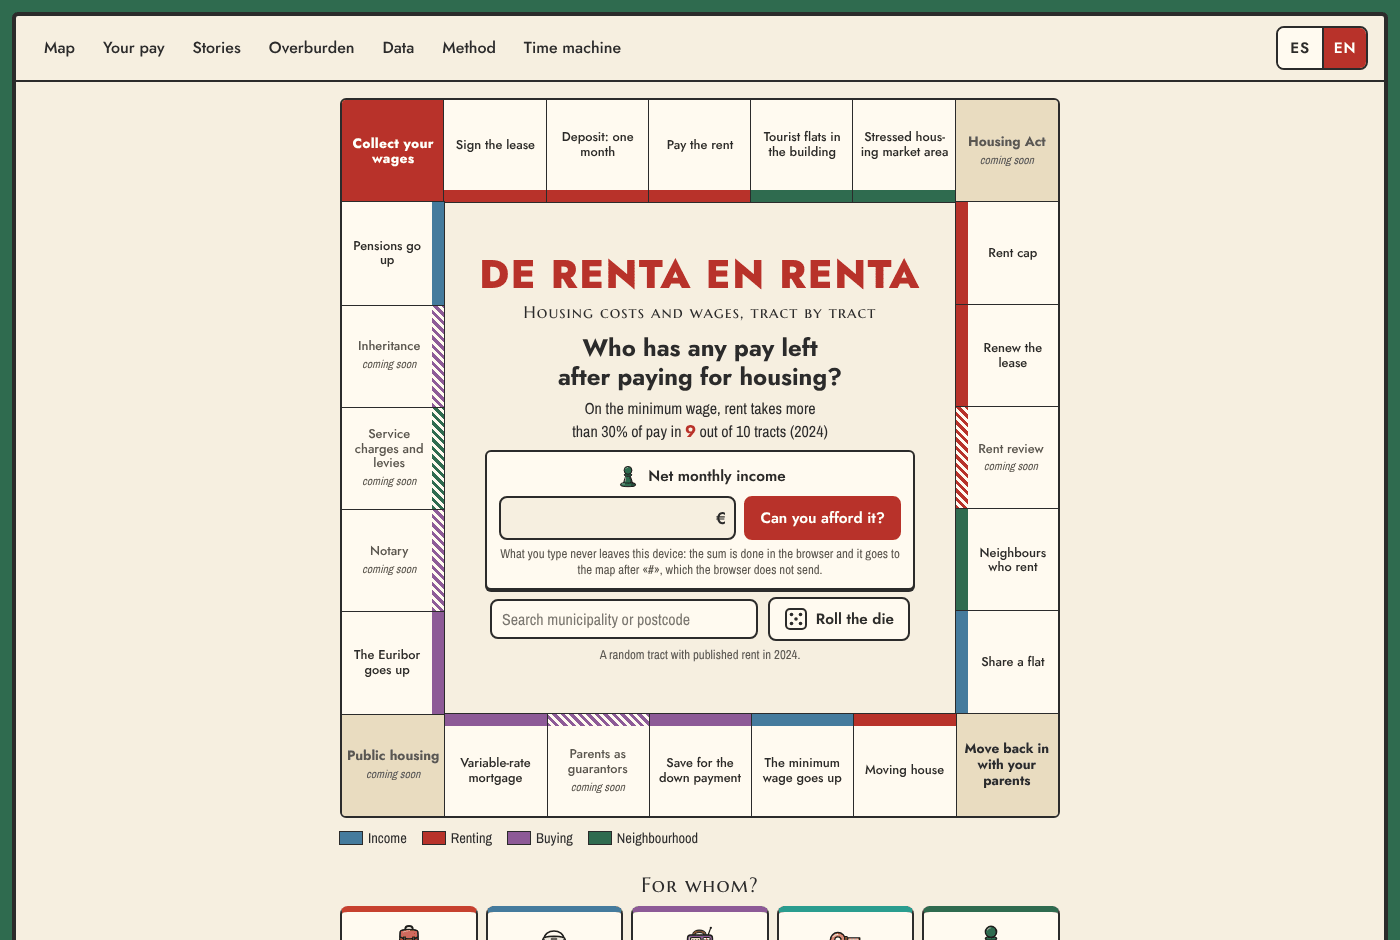 Map
Your pay
Stories
Overburden
Data
Method
Time machine
ES
EN
Collect your
wages
Sign the lease
Deposit: one
month
Pay the rent
Tourist flats in
the building
Stressed hous-
ing market area
Housing Act
coming soon
Pensions go
up
Inheritance
coming soon
Service
charges and
levies
coming soon
Notary
coming soon
The Euribor
goes up
DE RENTA EN RENTA
Housing costs and wages, tract by tract
Who has any pay left
after paying for housing?
On the minimum wage, rent takes more
than 30% of pay in 9 out of 10 tracts (2024)
Net monthly income
€
Can you afford it?
What you type never leaves this device: the sum is done in the browser and it goes to
the map after «#», which the browser does not send.
Search municipality or postcode
Roll the die
A random tract with published rent in 2024.
Rent cap
Renew the
lease
Rent review
coming soon
Neighbours
who rent
Share a flat
Public housing
coming soon
Variable-rate
mortgage
Parents as
guarantors
coming soon
Save for the
down payment
The minimum
wage goes up
Moving house
Move back in
with your
parents
Income
Renting
Buying
Neighbourhood
For whom?